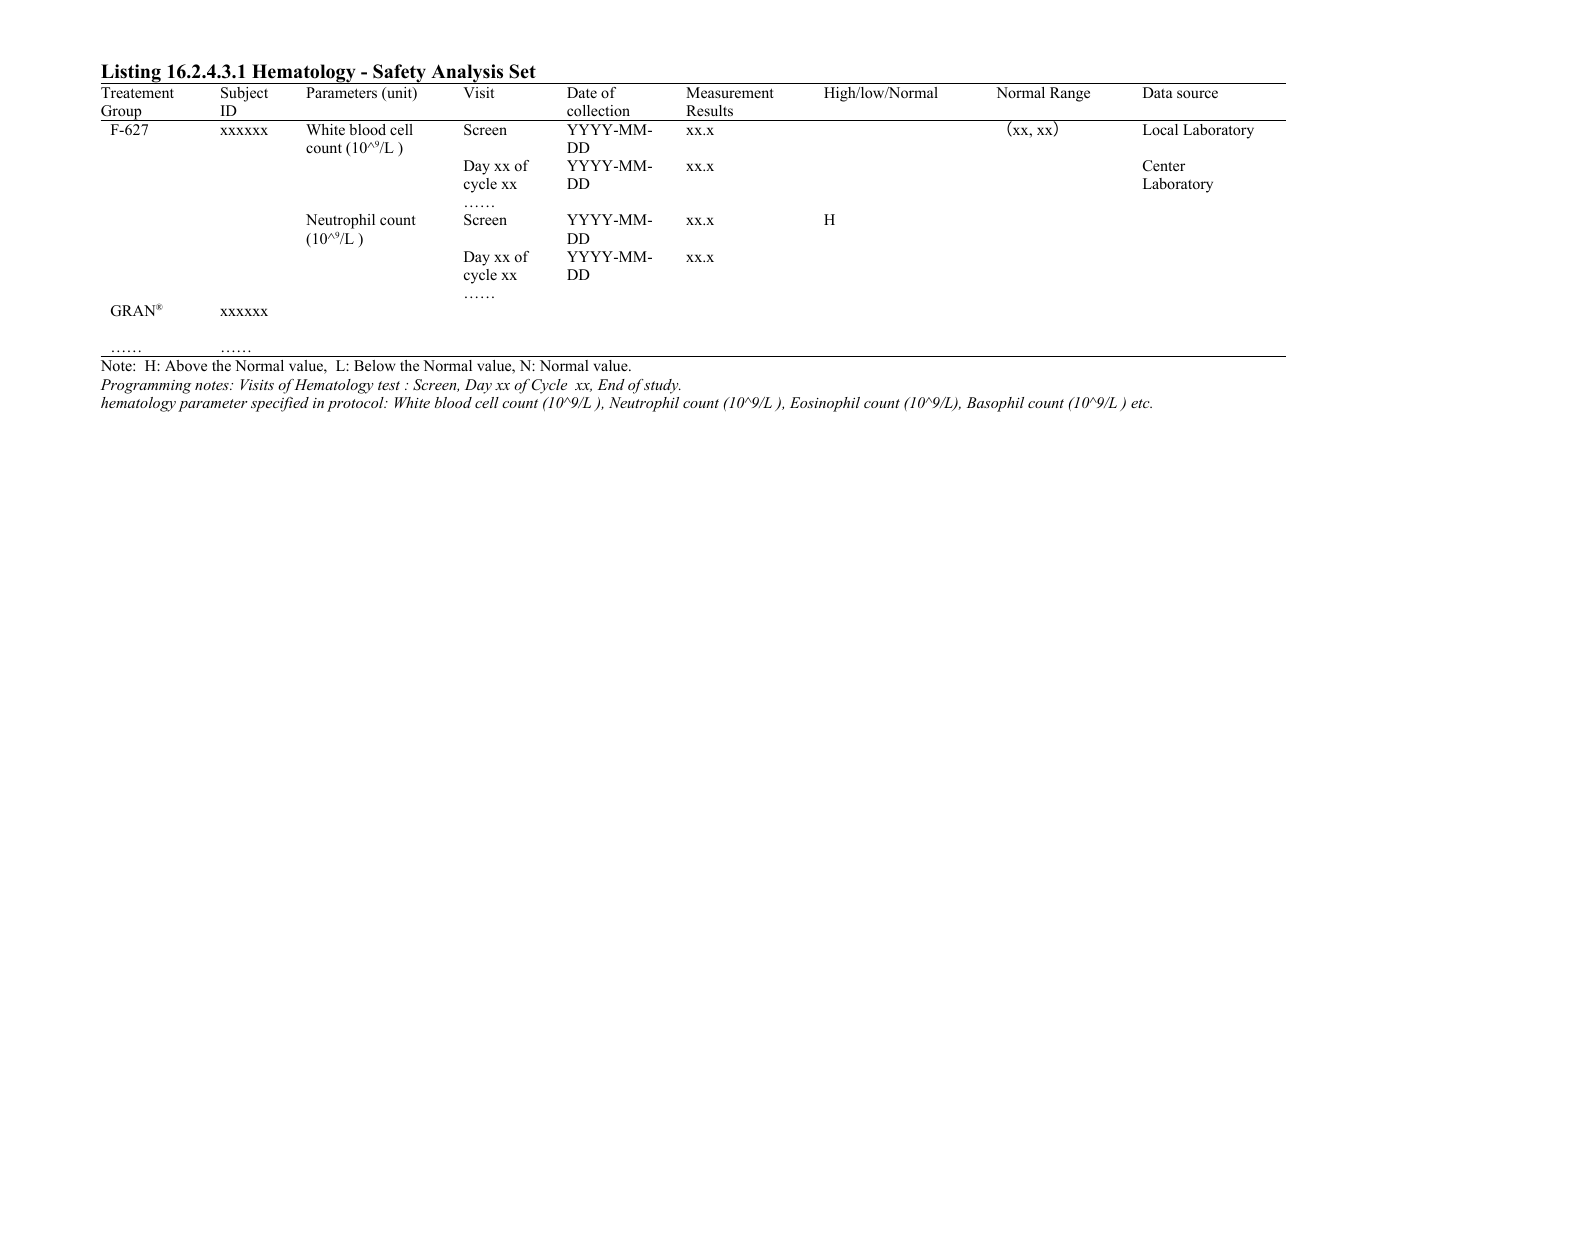 Listing 16.2.4.3.1 Hematology - Safety Analysis Set
Treatement Group Subject ID Parameters (unit) Visit Date of collection Measurement Results High/low/Normal Normal Range Data source
F-627 xxxxxx White blood cell count (10^⁹/L ) Screen YYYY-MM-DD xx.x （xx, xx） Local Laboratory
Day xx of cycle xx YYYY-MM-DD xx.x Center Laboratory
……
Neutrophil count (10^⁹/L ) Screen YYYY-MM-DD xx.x H
Day xx of cycle xx YYYY-MM-DD xx.x
……
GRAN® xxxxxx
…… ……
Note:  H: Above the Normal value,  L: Below the Normal value, N: Normal value.
Programming notes: Visits of Hematology test : Screen, Day xx of Cycle  xx, End of study.
hematology parameter specified in protocol: White blood cell count (10^9/L ), Neutrophil count (10^9/L ), Eosinophil count (10^9/L), Basophil count (10^9/L ) etc.